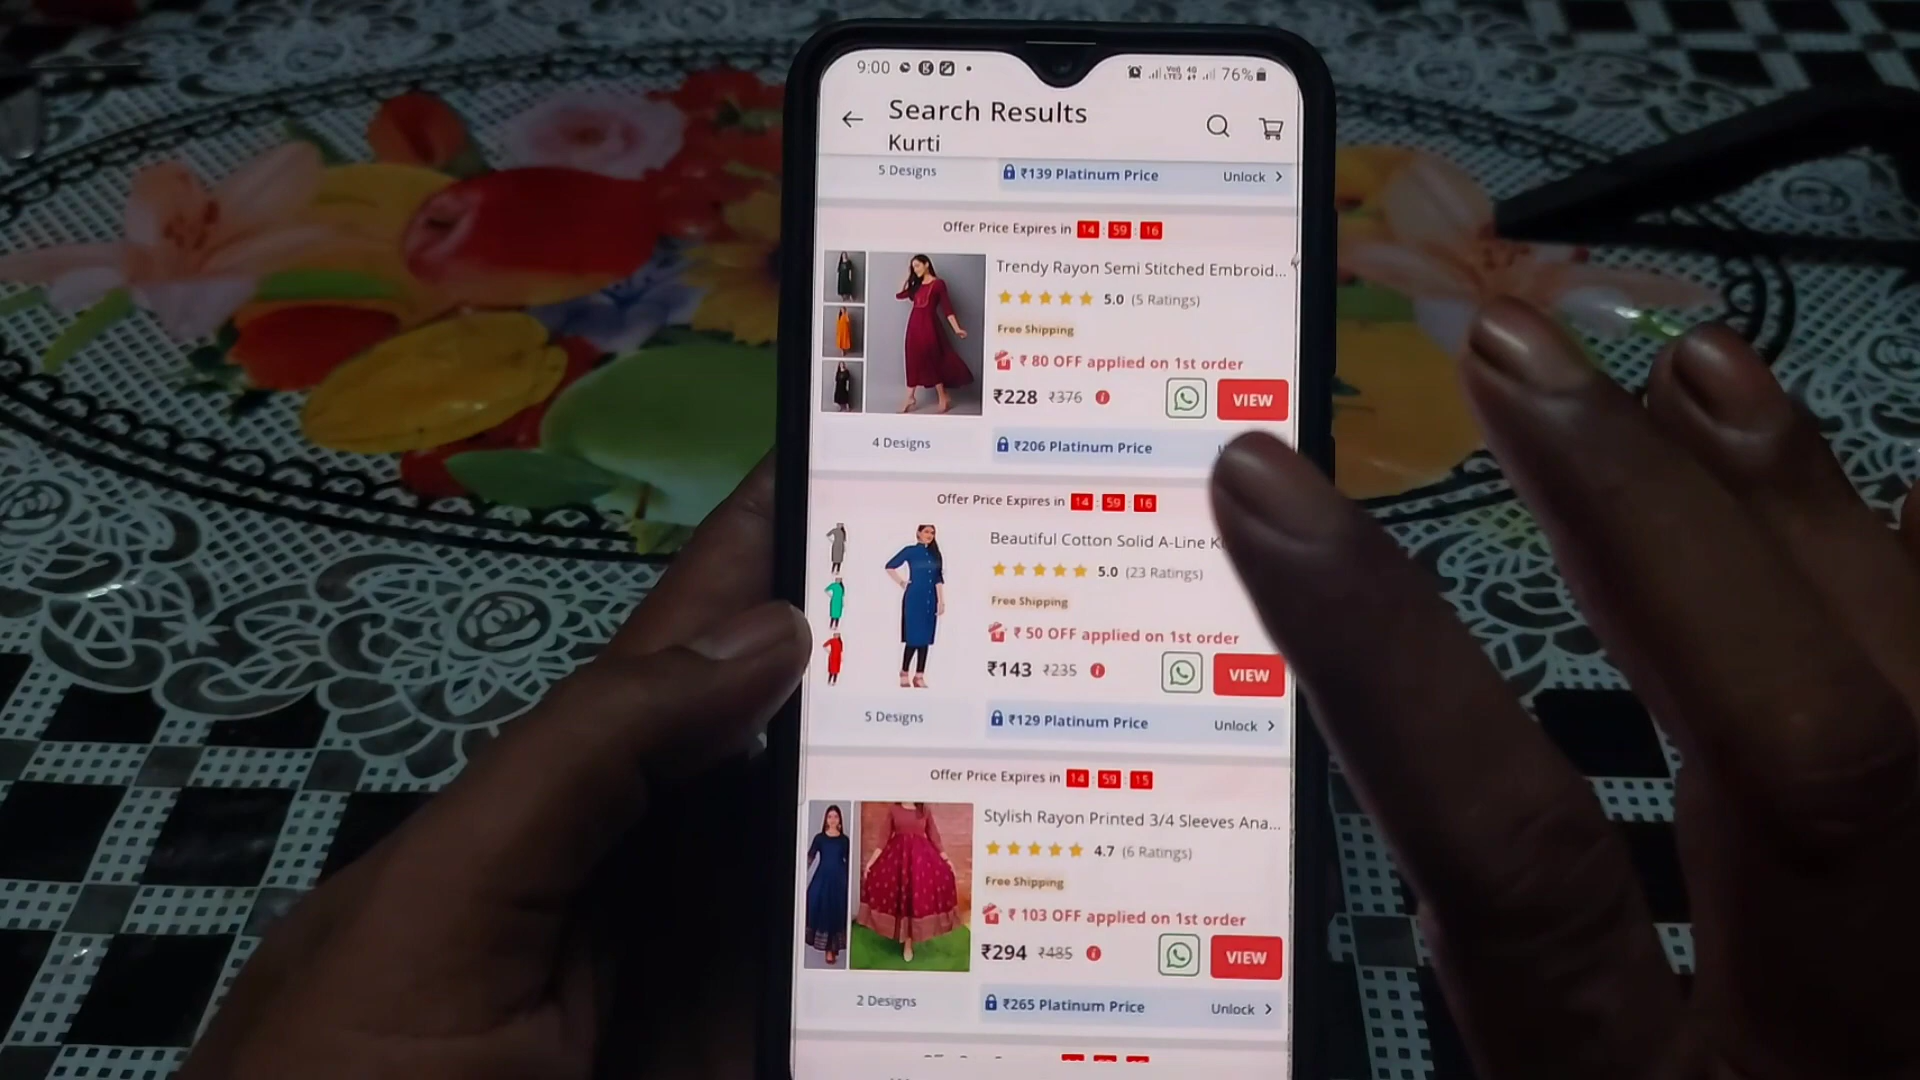 9:00 76%
Search Results
Kurti
5 Designs ₹139 Platinum Price Unlock
Offer Price Expires in 14 : 59 : 16
Trendy Rayon Semi Stitched Embroid...
5.0 (5 Ratings)
Free Shipping
₹ 80 OFF applied on 1st order
₹228 ₹376 VIEW
4 Designs ₹206 Platinum Price
Offer Price Expires in 14 : 59 : 16
Beautiful Cotton Solid A-Line
5.0 (23 Ratings)
Free Shipping
₹ 50 OFF applied on 1st order
₹143 ₹235 VIEW
5 Designs ₹129 Platinum Price Unlock
Offer Price Expires in 14 : 59 : 15
Stylish Rayon Printed 3/4 Sleeves Ana...
4.7 (6 Ratings)
Free Shipping
₹ 103 OFF applied on 1st order
₹294 ₹485 VIEW
2 Designs ₹265 Platinum Price Unlock